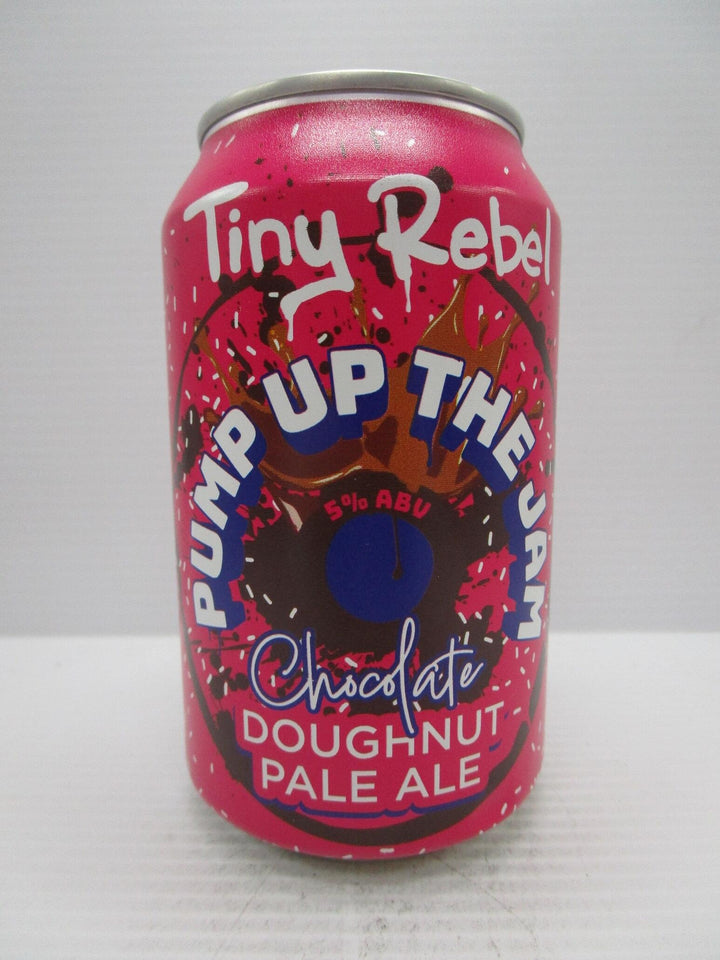 Tiny Rebel
PUMP UP THE JAM
5% ABV
Chocolate
DOUGHNUT
PALE ALE